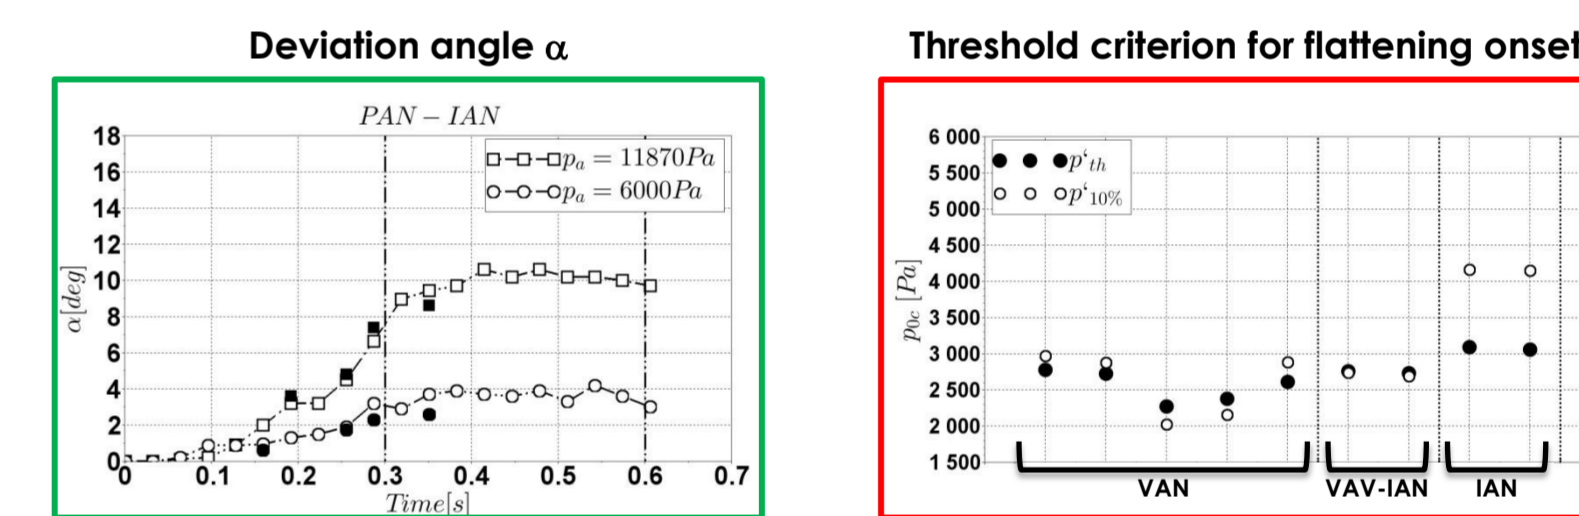 Deviation angle α
PAN − IAN
18
16
14
12
10
8
6
4
2
0
α[deg]
pₐ = 11870Pa
pₐ = 6000Pa
0 0.1 0.2 0.3 0.4 0.5 0.6 0.7
Time[s]
Threshold criterion for flattening onset
6 000
5 500
5 000
4 500
4 000
3 500
3 000
2 500
2 000
1 500
p0c [Pa]
p‘th
p‘10%
VAN VAV-IAN IAN